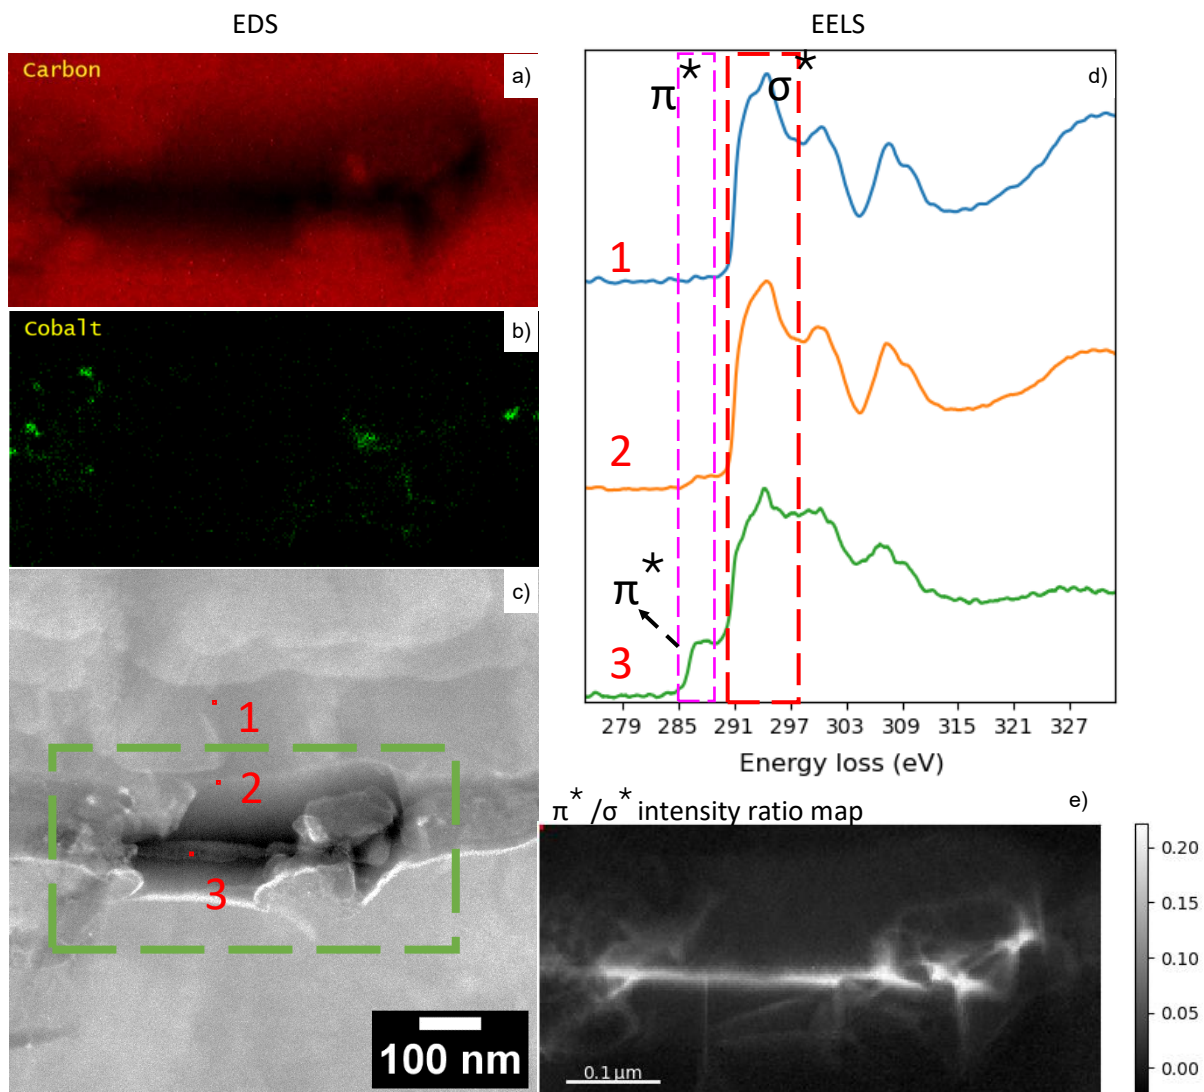 EDS
EELS
Carbon
a)
Cobalt
b)
c)
1
2
3
100 nm
d)
π*
σ*
1
2
π*
3
279 285 291 297 303 309 315 321 327
Energy loss (eV)
π*/σ* intensity ratio map
e)
0.1 µm
0.20
0.15
0.10
0.05
0.00